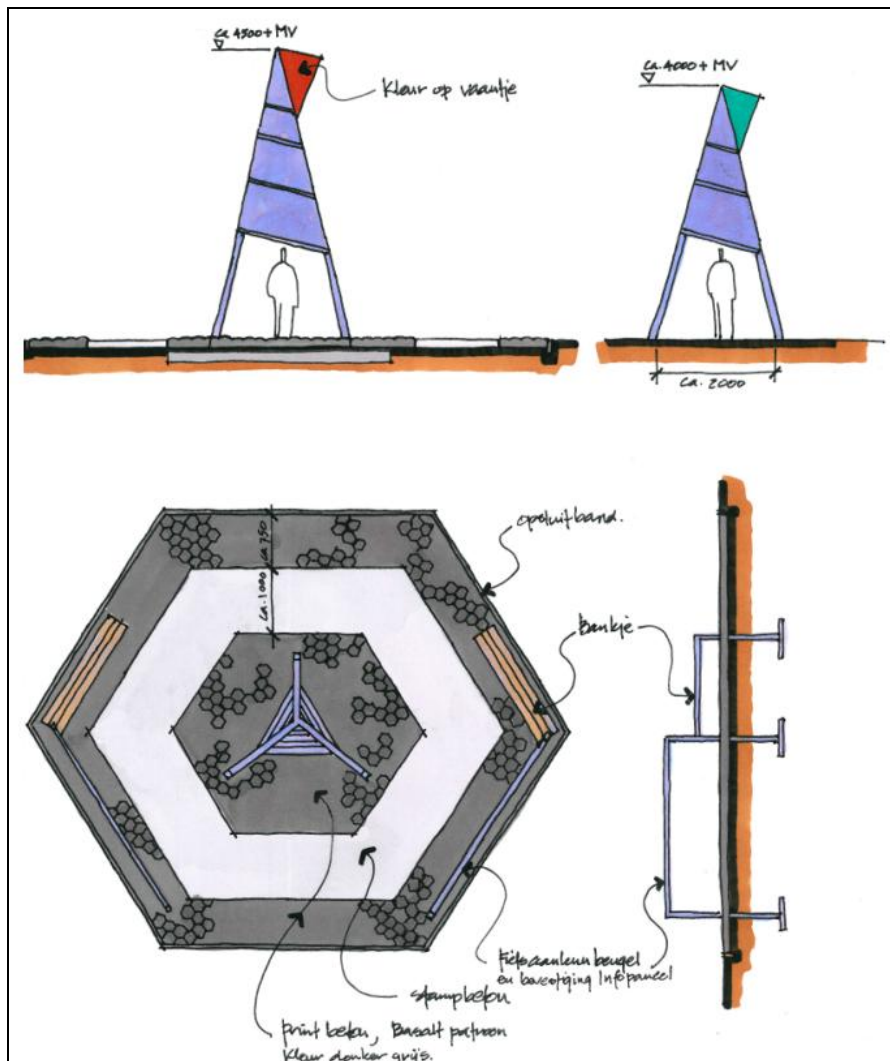 ca 4500 + MV
Kleur op vaantje
ca. 4000 + MV
ca. 2000
ca 750
ca. 1000
opsluitband.
Bankje
Fietsaanleun beugel
en bevestiging Infopaneel
stampbeton
print beton, Basalt patroon
Kleur donker grijs.